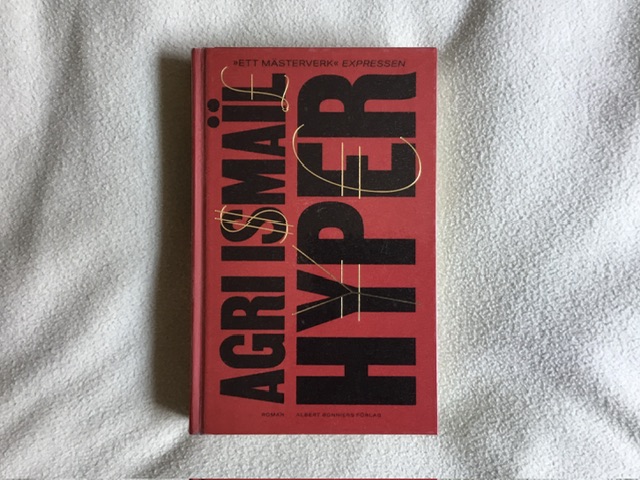 »ETT MÄSTERVERK« EXPRESSEN
AGRI ISMAÏL
HYPER
ROMAN ALBERT BONNIERS FÖRLAG